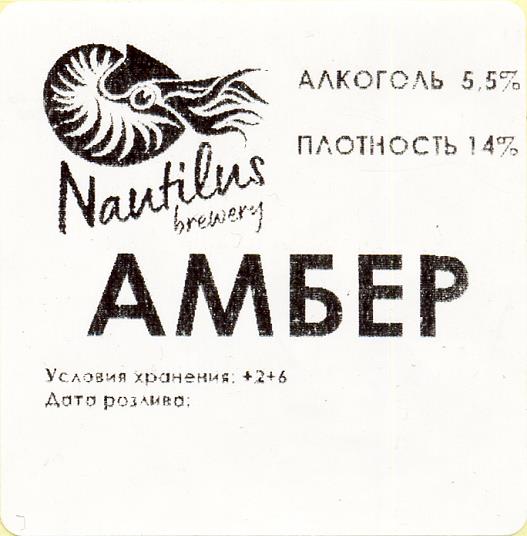 Nautilus
brewery
АЛКОГОЛЬ 5,5%
ПЛОТНОСТЬ 14%
АМБЕР
Условия хранения: +2+6
Дата розлива: